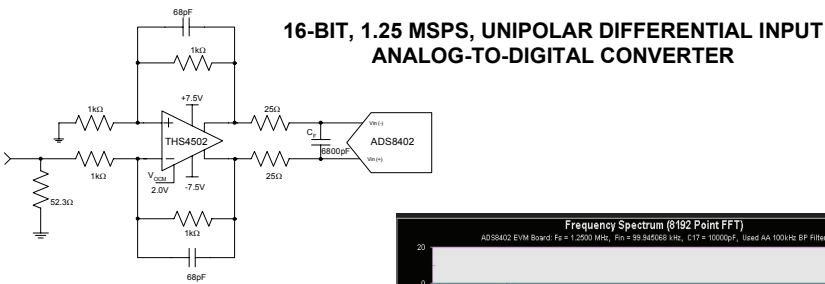 16-BIT, 1.25 MSPS, UNIPOLAR DIFFERENTIAL INPUT
ANALOG-TO-DIGITAL CONVERTER
68pF
1kΩ
+7.5V
1kΩ
25Ω
Vin (-)
THS4502
CF
6800pF
ADS8402
Vin (+)
1kΩ
25Ω
VOCM
2.0V
-7.5V
52.3Ω
1kΩ
68pF
Frequency Spectrum (8192 Point FFT)
ADS8402 EVM Board: Fs = 1.2500 MHz, Fin = 99.945068 kHz, C17 = 10000pF, Used AA 100kHz BP Filter
20
0